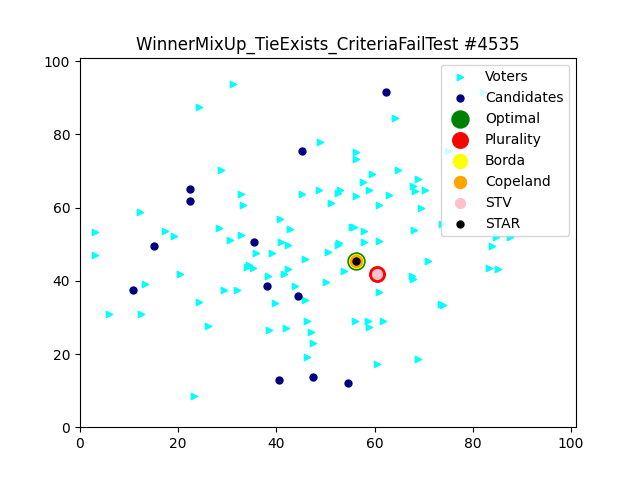 WinnerMixUp_TieExists_CriteriaFailTest #4535
100
80
60
40
20
0
0 20 40 60 80 100
Voters
Candidates
Optimal
Plurality
Borda
Copeland
STV
STAR